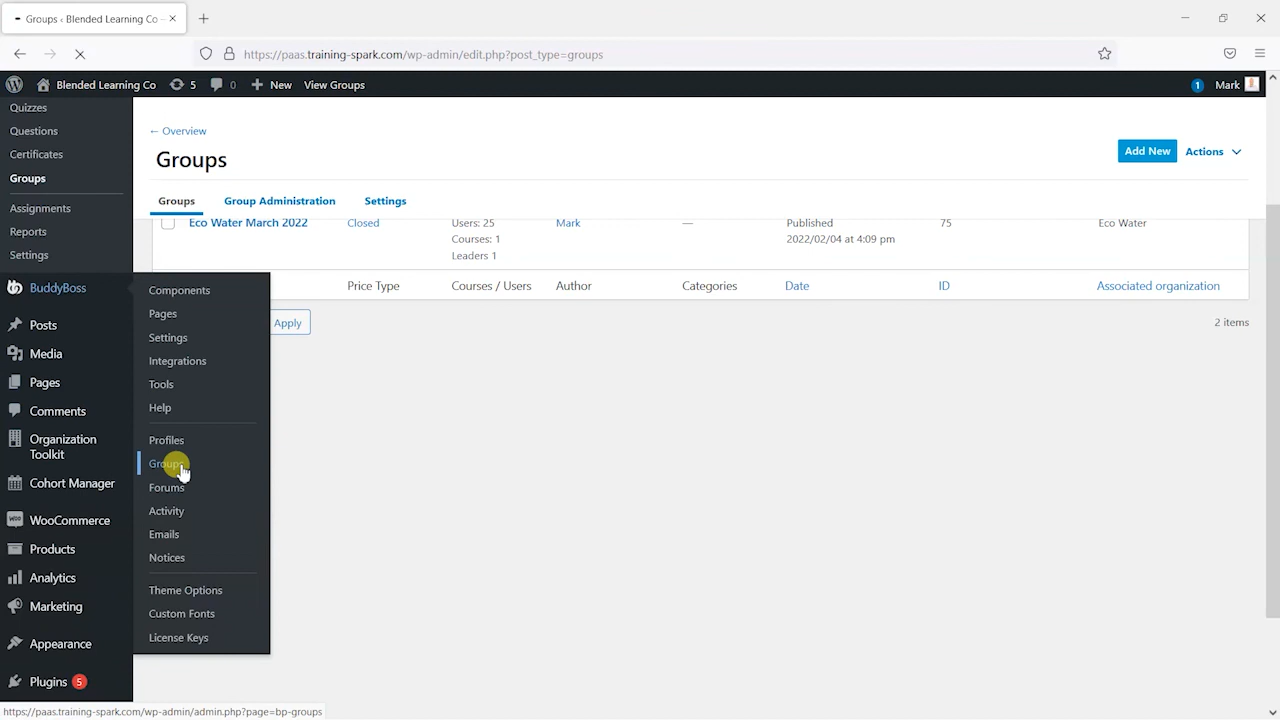 Groups ‹ Blended Learning Co —
https://paas.training-spark.com/wp-admin/edit.php?post_type=groups
Blended Learning Co 5 0 New View Groups 1 Mark
Quizzes
Questions
Certificates
Groups
Assignments
Reports
Settings
BuddyBoss
Posts
Media
Pages
Comments
Organization
Toolkit
Cohort Manager
WooCommerce
Products
Analytics
Marketing
Appearance
Plugins 5
Components
Pages
Settings
Integrations
Tools
Help
Profiles
Groups
Forums
Activity
Emails
Notices
Theme Options
Custom Fonts
License Keys
← Overview
Groups
Add New Actions
Groups Group Administration Settings
Eco Water March 2022 Closed Users: 25 Mark — Published 75 Eco Water
Courses: 1 2022/02/04 at 4:09 pm
Leaders 1
Price Type Courses / Users Author Categories Date ID Associated organization
Apply 2 items
https://paas.training-spark.com/wp-admin/admin.php?page=bp-groups